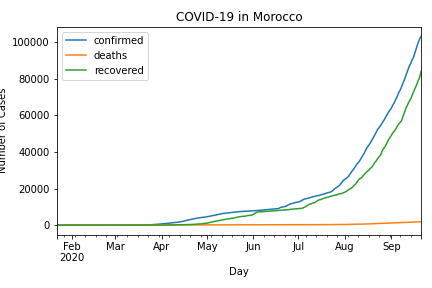 COVID-19 in Morocco
confirmed
deaths
recovered
Number of Cases
100000
80000
60000
40000
20000
0
Feb Mar Apr May Jun Jul Aug Sep
2020
Day